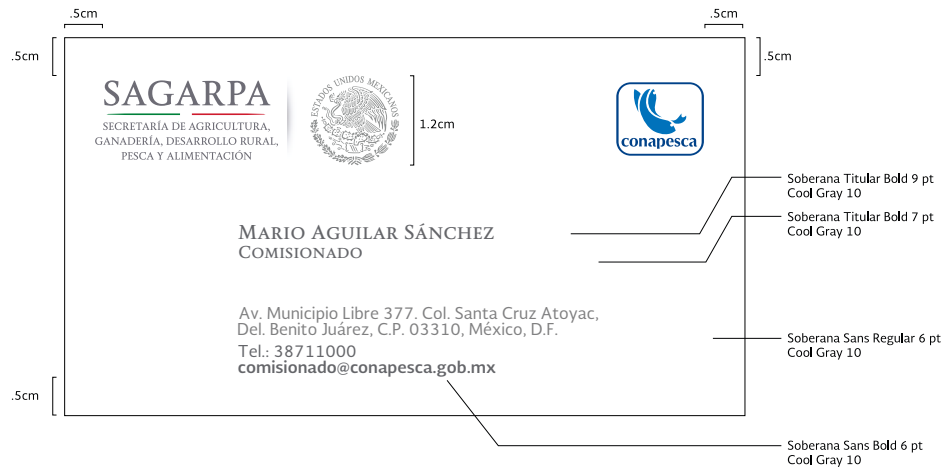 .5cm
.5cm
.5cm
.5cm
SAGARPA
SECRETARÍA DE AGRICULTURA,
GANADERÍA, DESARROLLO RURAL,
PESCA Y ALIMENTACIÓN
ESTADOS UNIDOS MEXICANOS
1.2cm
conapesca
Soberana Titular Bold 9 pt
Cool Gray 10
Soberana Titular Bold 7 pt
Cool Gray 10
Mario Aguilar Sánchez
Comisionado
Av. Municipio Libre 377. Col. Santa Cruz Atoyac,
Del. Benito Juárez, C.P. 03310, México, D.F.
Tel.: 38711000
comisionado@conapesca.gob.mx
Soberana Sans Regular 6 pt
Cool Gray 10
.5cm
Soberana Sans Bold 6 pt
Cool Gray 10